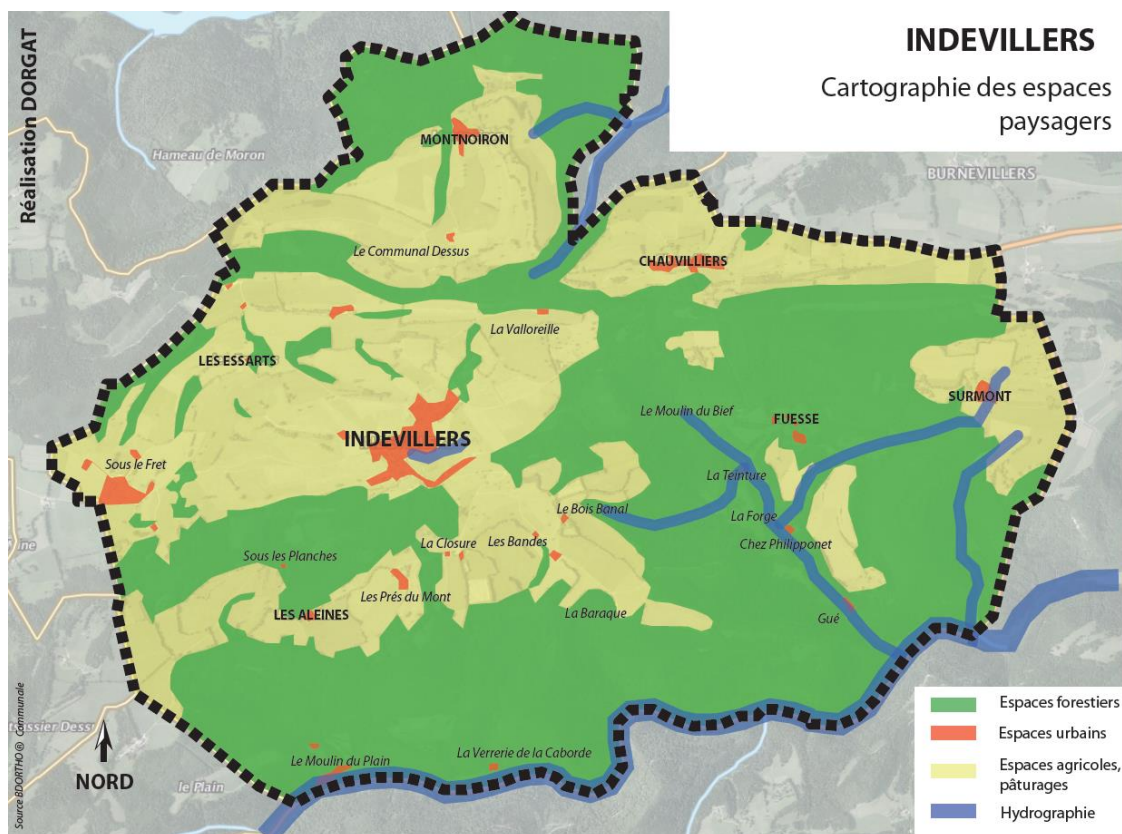 INDEVILLERS
Cartographie des espaces
paysagers
Réalisation DORGAT
Hameau de Moron
MONTNOIRON
BURNEVILLERS
Le Communal Dessus
CHAUVILLIERS
La Valloreille
LES ESSARTS
SURMONT
Le Moulin du Bief
FUESSE
INDEVILLERS
Sous le Fret
La Teinture
Le Bois Banal
La Forge
La Closure
Les Bandes
Chez Philipponet
Sous les Planches
Les Prés du Mont
LES ALEINES
La Baraque
Gué
Espaces forestiers
Espaces urbains
Espaces agricoles,
pâturages
Hydrographie
La Verrerie de la Caborde
Le Moulin du Plain
le Plain
NORD
Source BDORTHO ® Communale